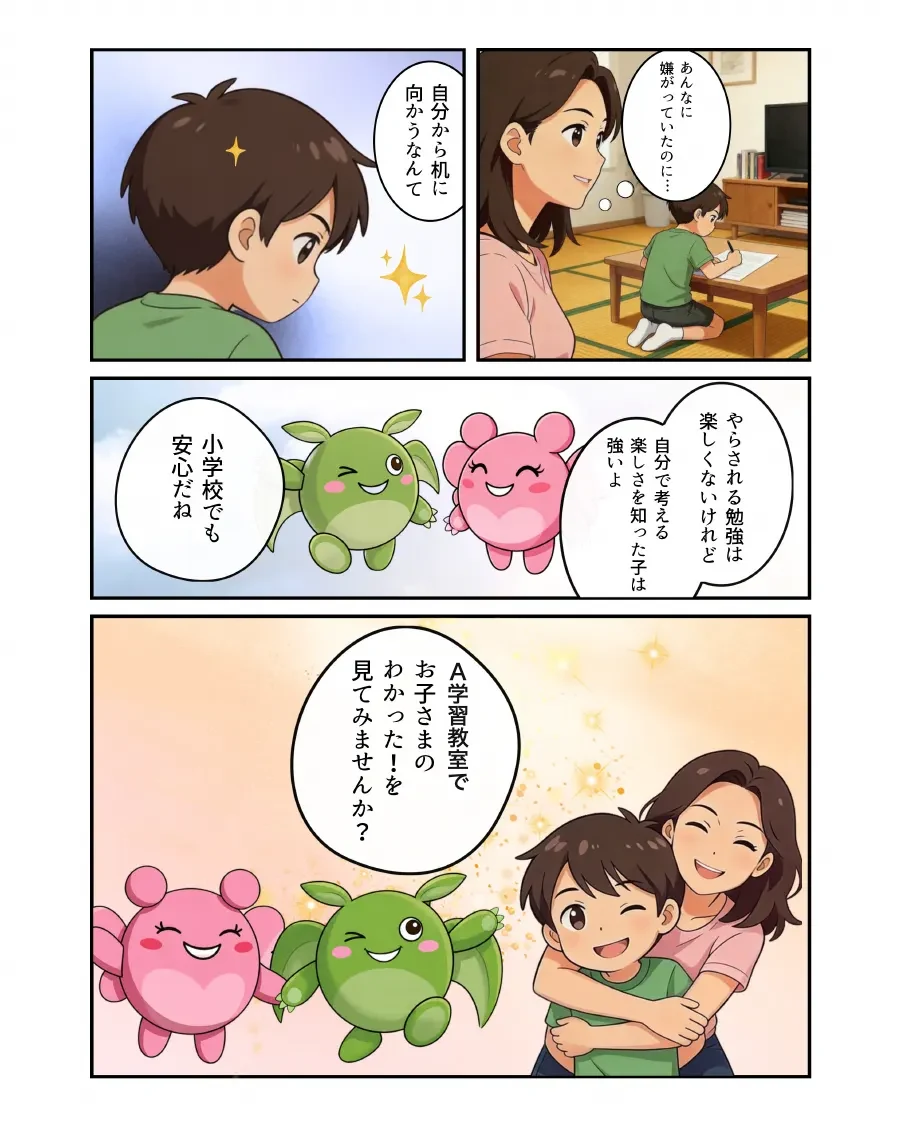 あんなに
嫌がっていたのに…
自分から机に
向かうなんて
やらされる勉強は
楽しくないけれど
自分で考える
楽しさを知った子は
強いよ
小学校でも
安心だね
A学習教室で
お子さまの
わかった！を
見てみませんか？